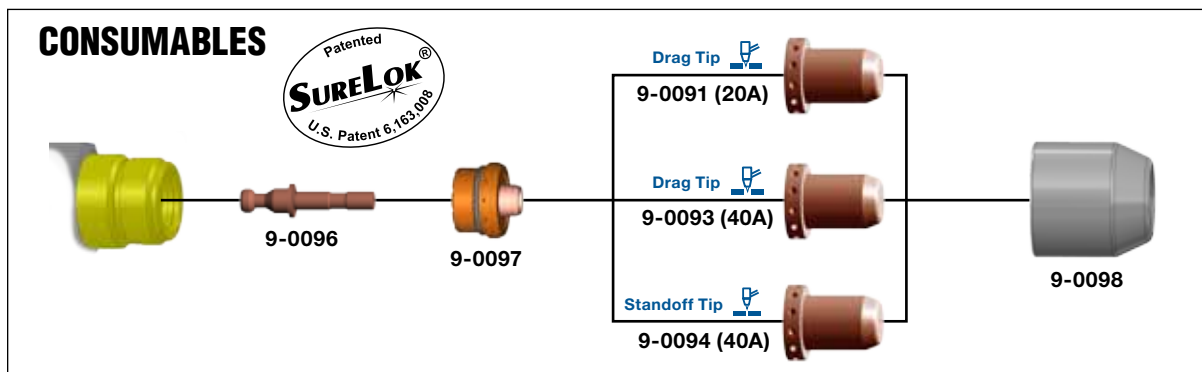 CONSUMABLES
Patented
SURELOK®
U.S. Patent 6,163,008
Drag Tip
9-0091 (20A)
9-0096
9-0097
Drag Tip
9-0093 (40A)
Standoff Tip
9-0094 (40A)
9-0098